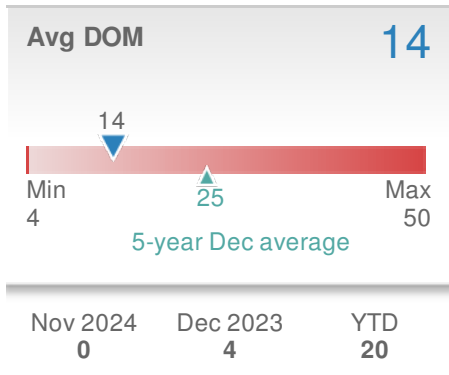 Avg DOM
14
14
Min
4
25
Max
50
5-year Dec average
Nov 2024
0
Dec 2023
4
YTD
20